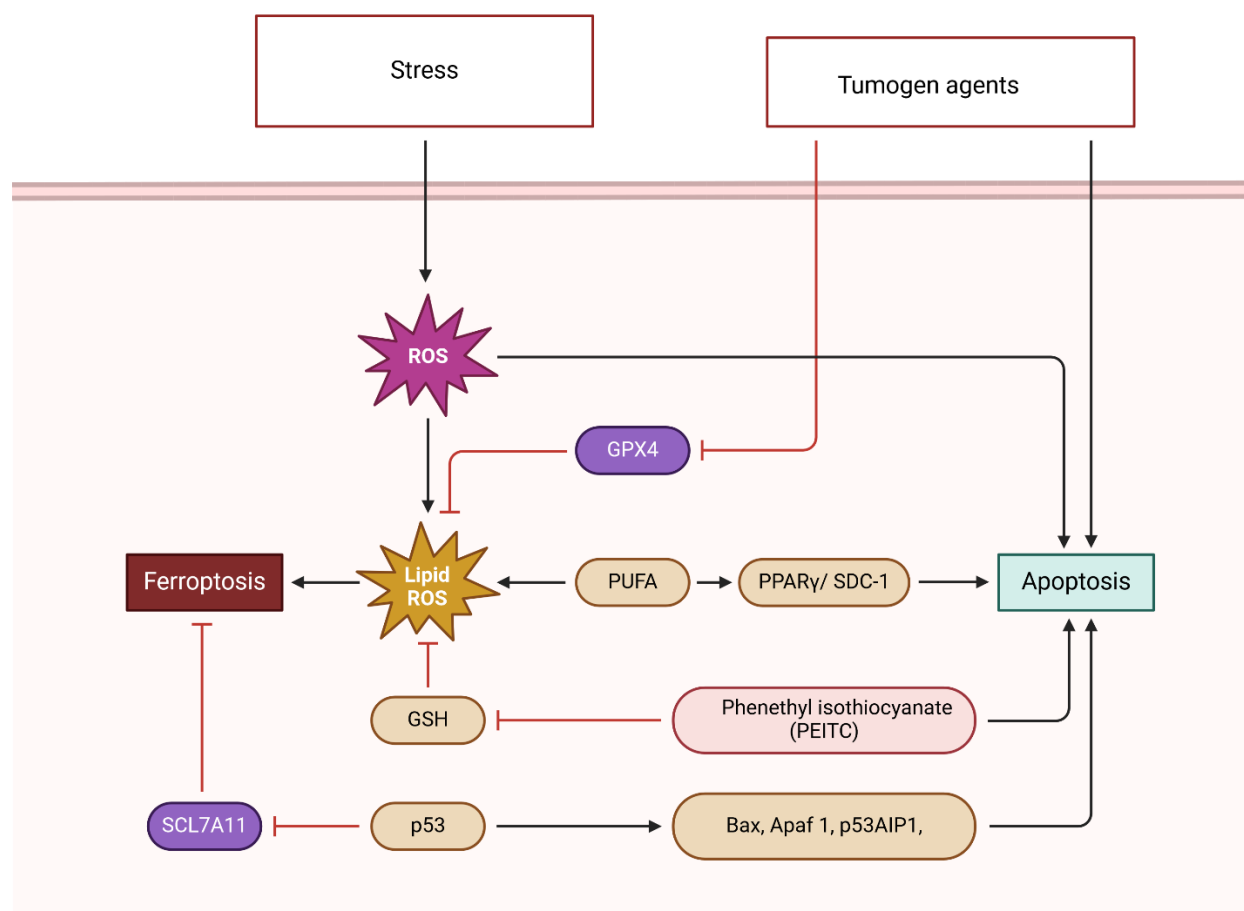 Stress
Tumogen agents
ROS
GPX4
Ferroptosis
Lipid
ROS
PUFA
PPARγ/ SDC-1
Apoptosis
GSH
Phenethyl isothiocyanate
(PEITC)
SCL7A11
p53
Bax, Apaf 1, p53AIP1,